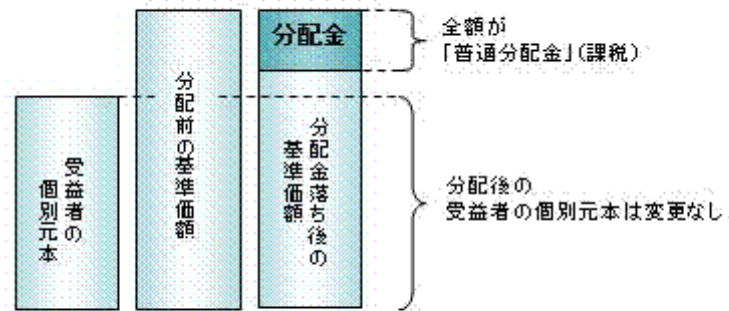 受益者の
個別元本
分配前の基準価額
分配金
分配金落ち後の
基準価額
全額が
「普通分配金」(課税)
分配後の
受益者の個別元本は変更なし